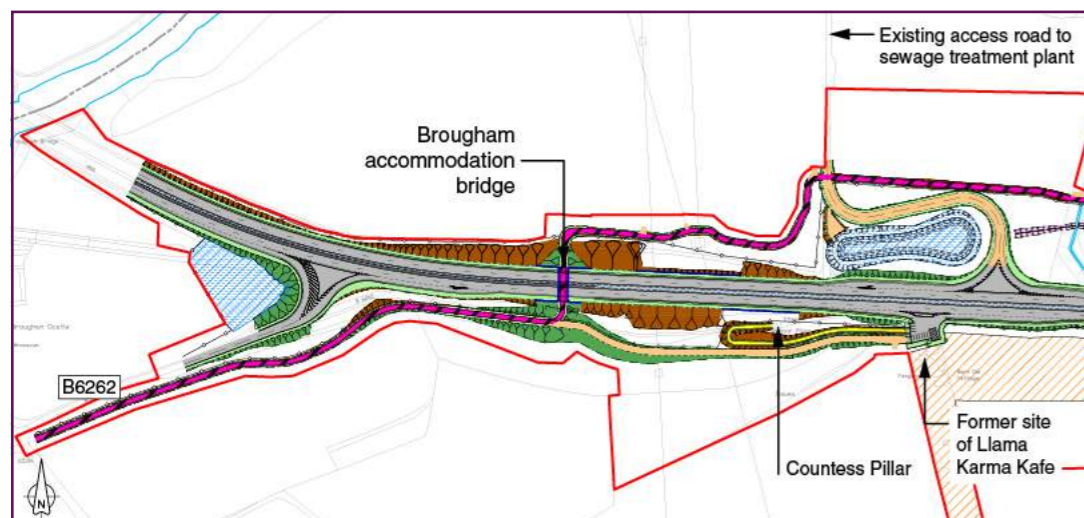 Existing access road to
sewage treatment plant
Brougham
accommodation
bridge
B6262
Countess Pillar
Former site
of Llama
Karma Kafe
N